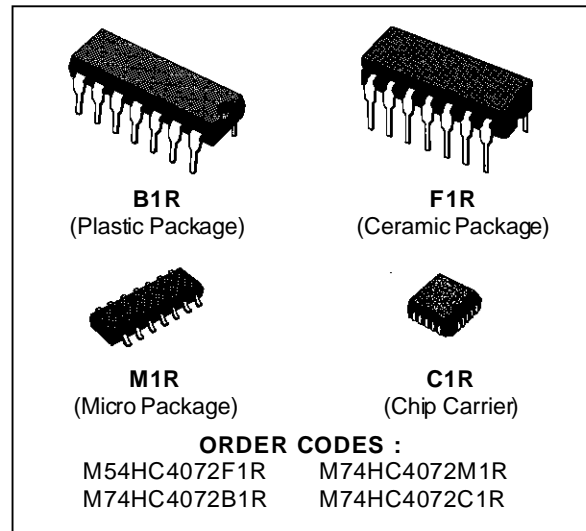 B1R
(Plastic Package)
F1R
(Ceramic Package)
M1R
(Micro Package)
C1R
(Chip Carrier)
ORDER CODES :
M54HC4072F1R M74HC4072M1R
M74HC4072B1R M74HC4072C1R